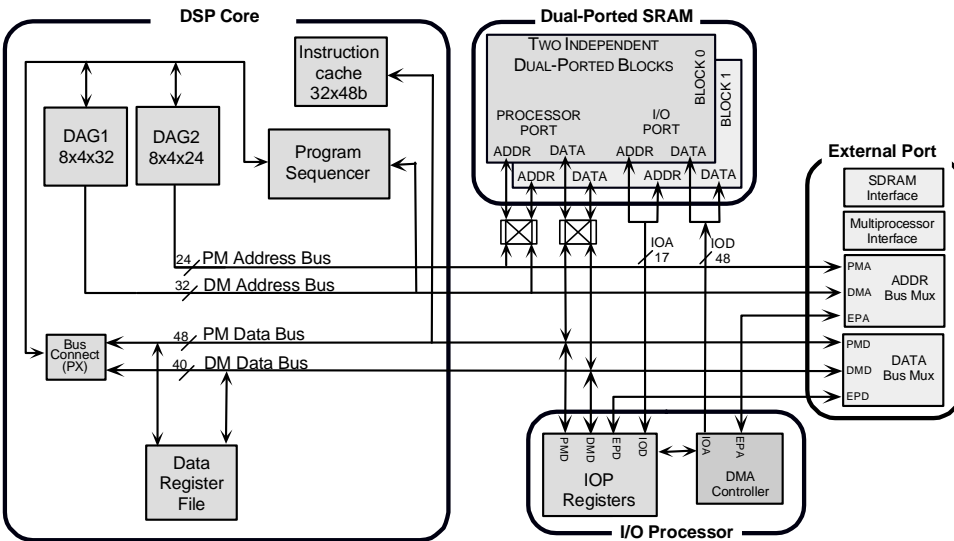 DSP Core
Instruction
cache
32x48b
DAG1
8x4x32
DAG2
8x4x24
Program
Sequencer
24
PM Address Bus
32
DM Address Bus
Bus
Connect
(PX)
48
PM Data Bus
40
DM Data Bus
Data
Register
File
Dual-Ported SRAM
TWO INDEPENDENT
DUAL-PORTED BLOCKS
BLOCK 0
BLOCK 1
PROCESSOR
PORT
I/O
PORT
ADDR
DATA
ADDR
DATA
ADDR
DATA
ADDR
DATA
IOA
17
IOD
48
External Port
SDRAM
Interface
Multiprocessor
Interface
PMA
DMA
EPA
ADDR
Bus Mux
PMD
DMD
EPD
DATA
Bus Mux
PMD
DMD
EPD
IOD
IOP
Registers
IOA
EPA
DMA
Controller
I/O Processor